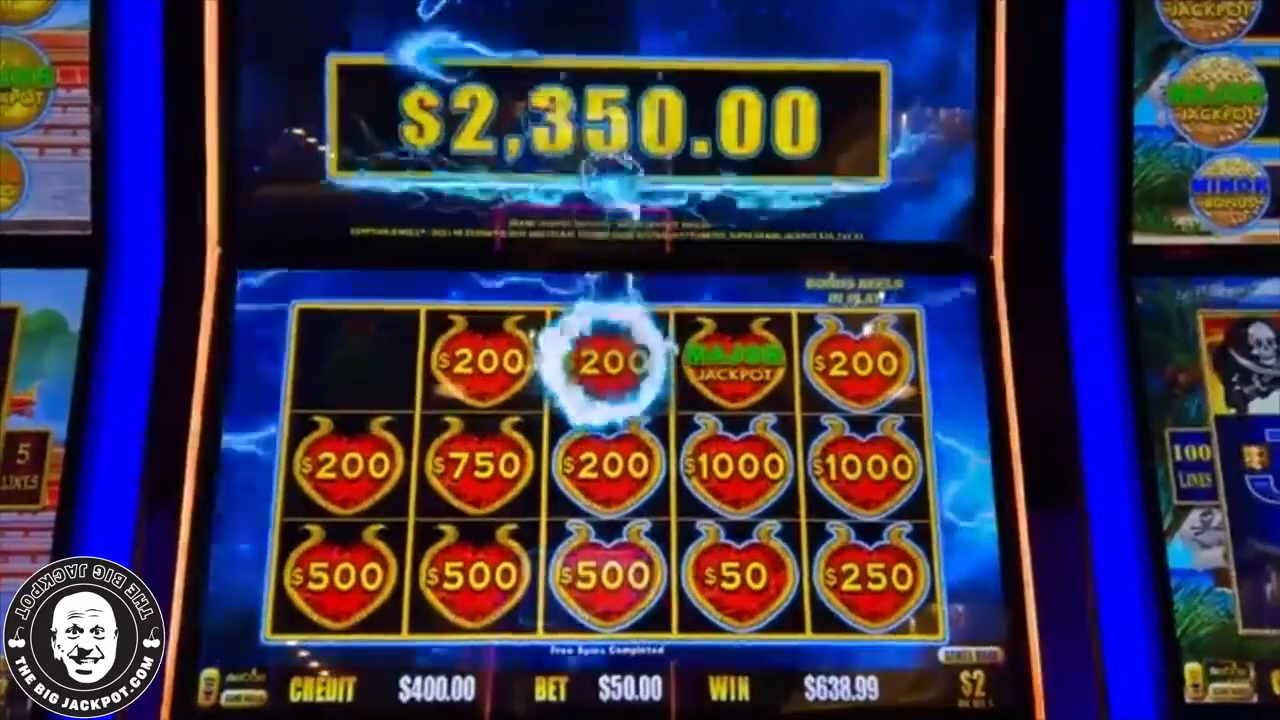 $2,350.00
BONUS REELS
IN PLAY
$200
$200
MAJOR
JACKPOT
$200
$200
$750
$200
$1000
$1000
$500
$500
$500
$50
$250
Free Spins Completed
CREDIT $400.00 BET $50.00 WIN $638.99 $2
JACKPOT
MAJOR
JACKPOT
MINOR
BONUS
100
LINES
5
LINES
THE BIG JACKPOT
THE BIG JACKPOT.COM